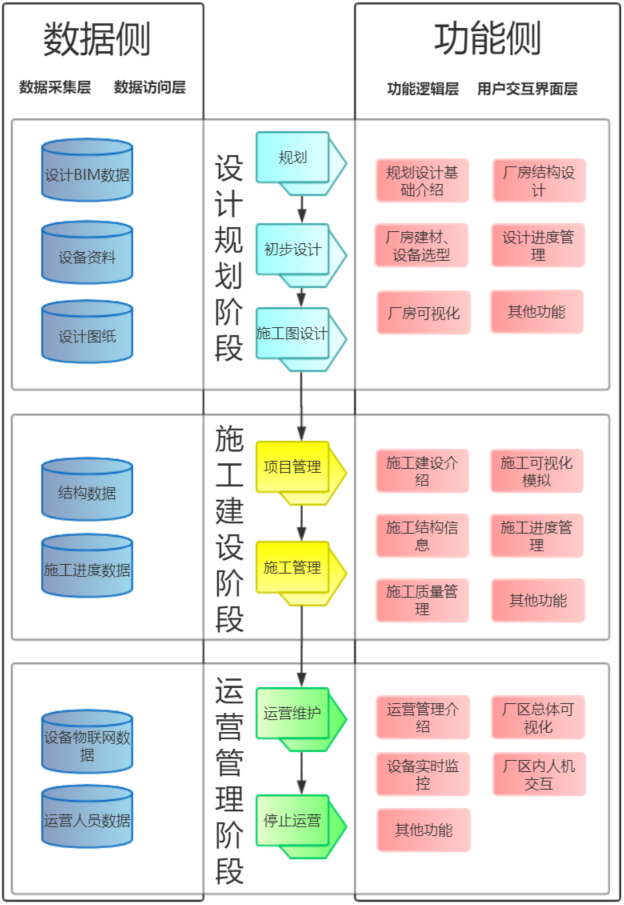 数据侧
功能侧
数据采集层
数据访问层
功能逻辑层
用户交互界面层
设计规划阶段
设计BIM数据
设备资料
设计图纸
规划
初步设计
施工图设计
规划设计基
础介绍
厂房结构设
计
厂房建材、
设备选型
设计进度管
理
厂房可视化
其他功能
施工建设阶段
结构数据
施工进度数据
项目管理
施工管理
施工建设介
绍
施工可视化
模拟
施工结构信
息
施工进度管
理
施工质量管
理
其他功能
运营管理阶段
设备物联网数
据
运营人员数据
运营维护
停止运营
运营管理介
绍
厂区总体可
视化
设备实时监
控
厂区内人机
交互
其他功能